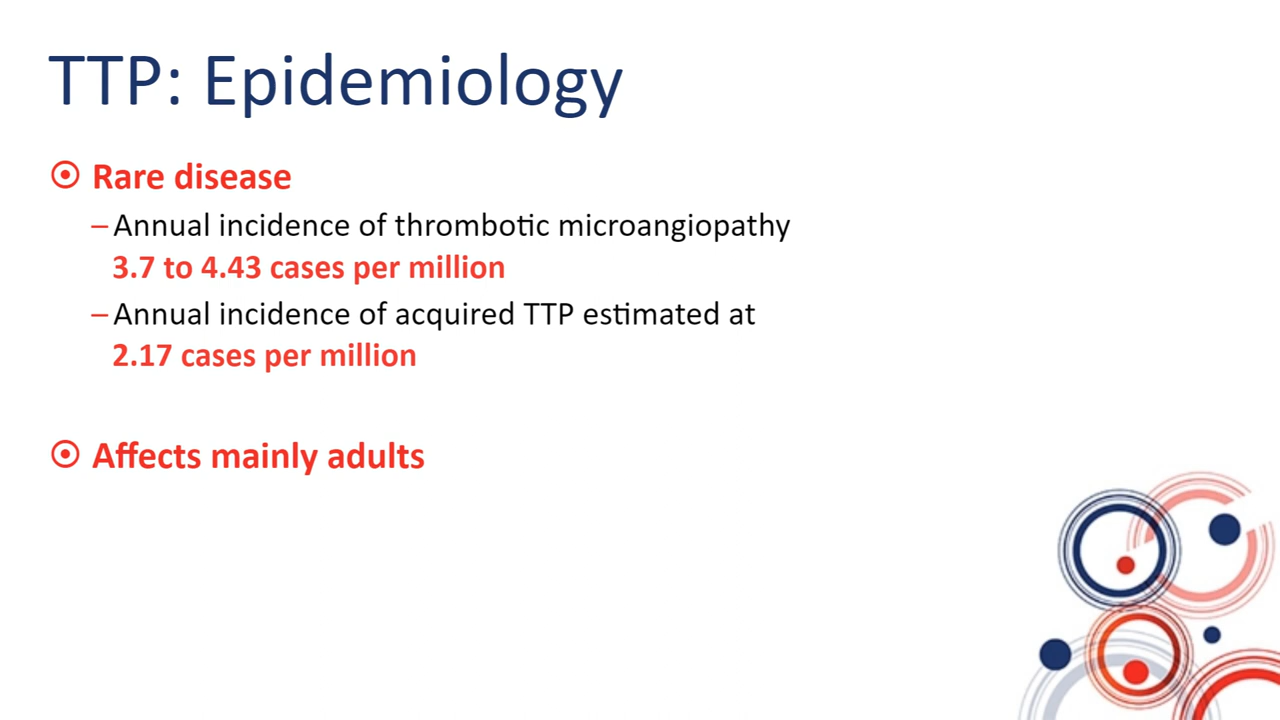 TTP: Epidemiology
Rare disease
– Annual incidence of thrombotic microangiopathy
3.7 to 4.43 cases per million
– Annual incidence of acquired TTP estimated at
2.17 cases per million
Affects mainly adults